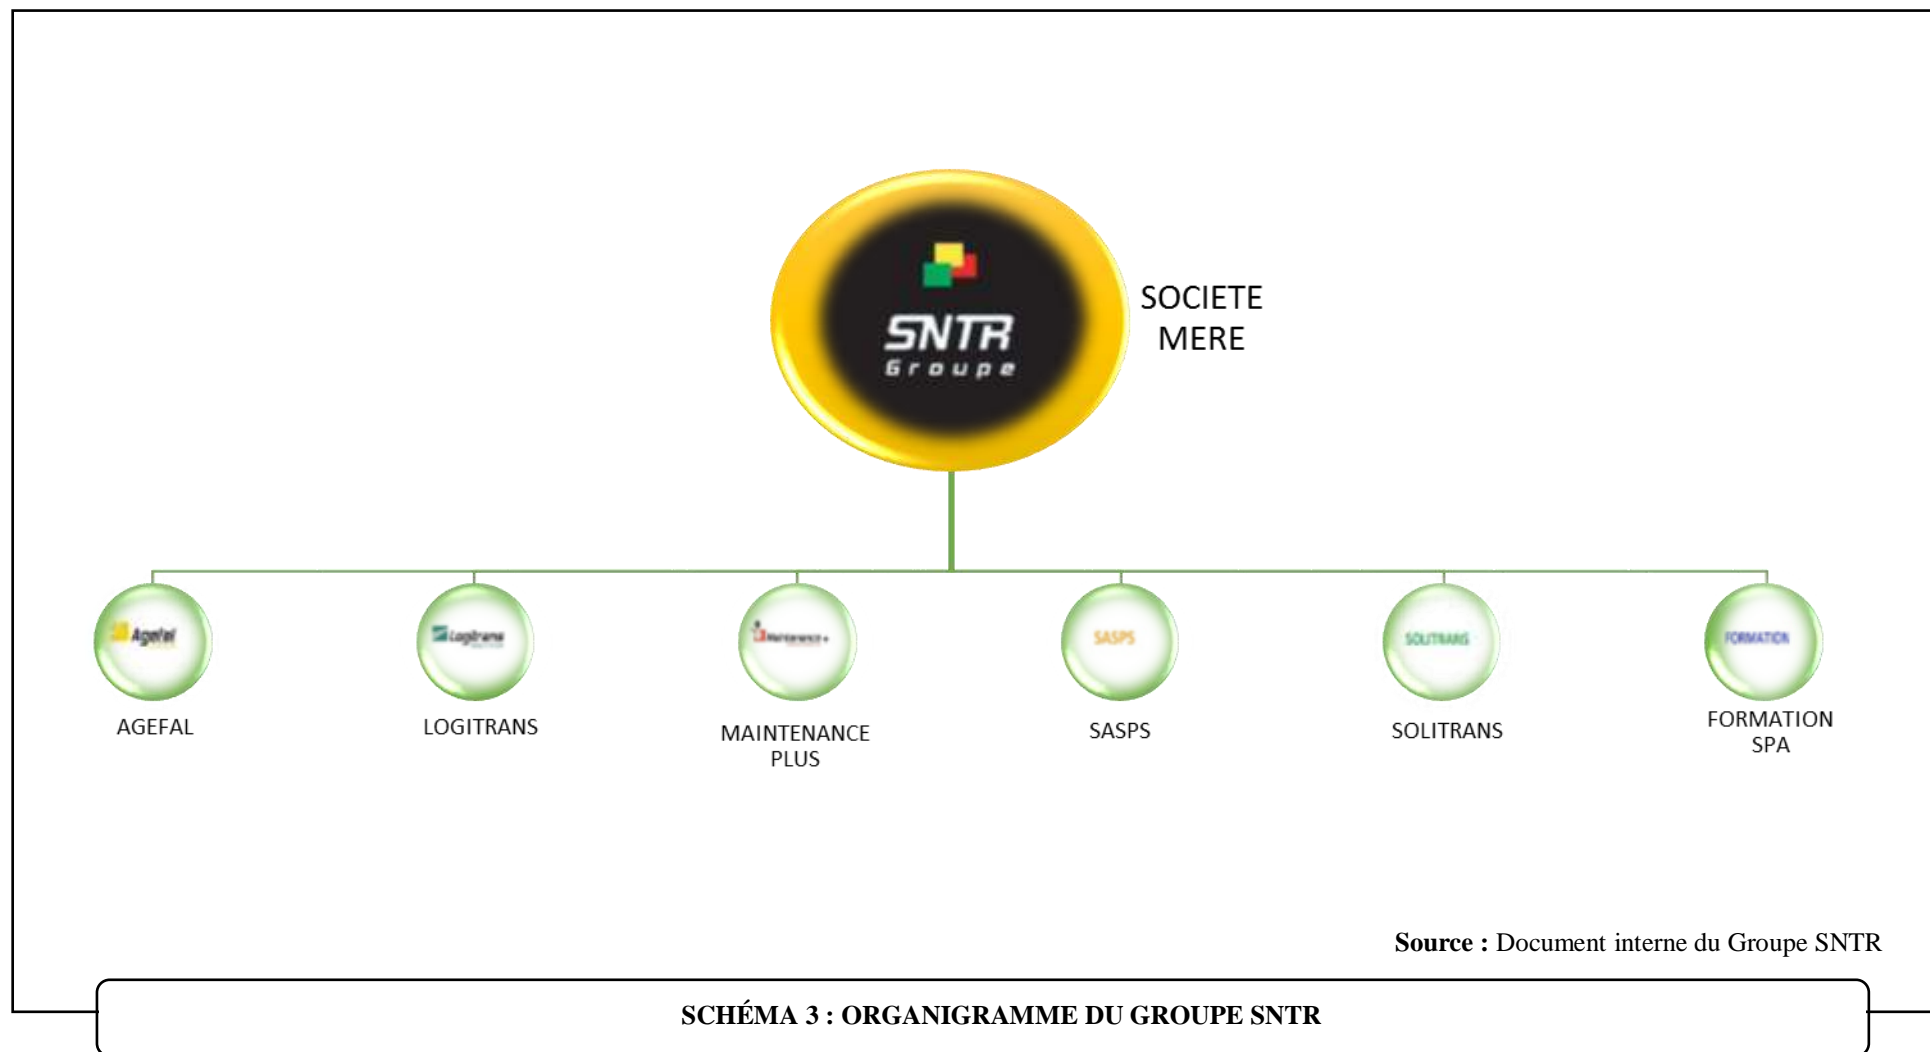 SNTR
Groupe
SOCIETE
MERE
Agefal
Logitrans
Maintenance+
SASPS
SOLITRANS
FORMATION
AGEFAL
LOGITRANS
MAINTENANCE
PLUS
SASPS
SOLITRANS
FORMATION
SPA
Source : Document interne du Groupe SNTR
SCHÉMA 3 : ORGANIGRAMME DU GROUPE SNTR